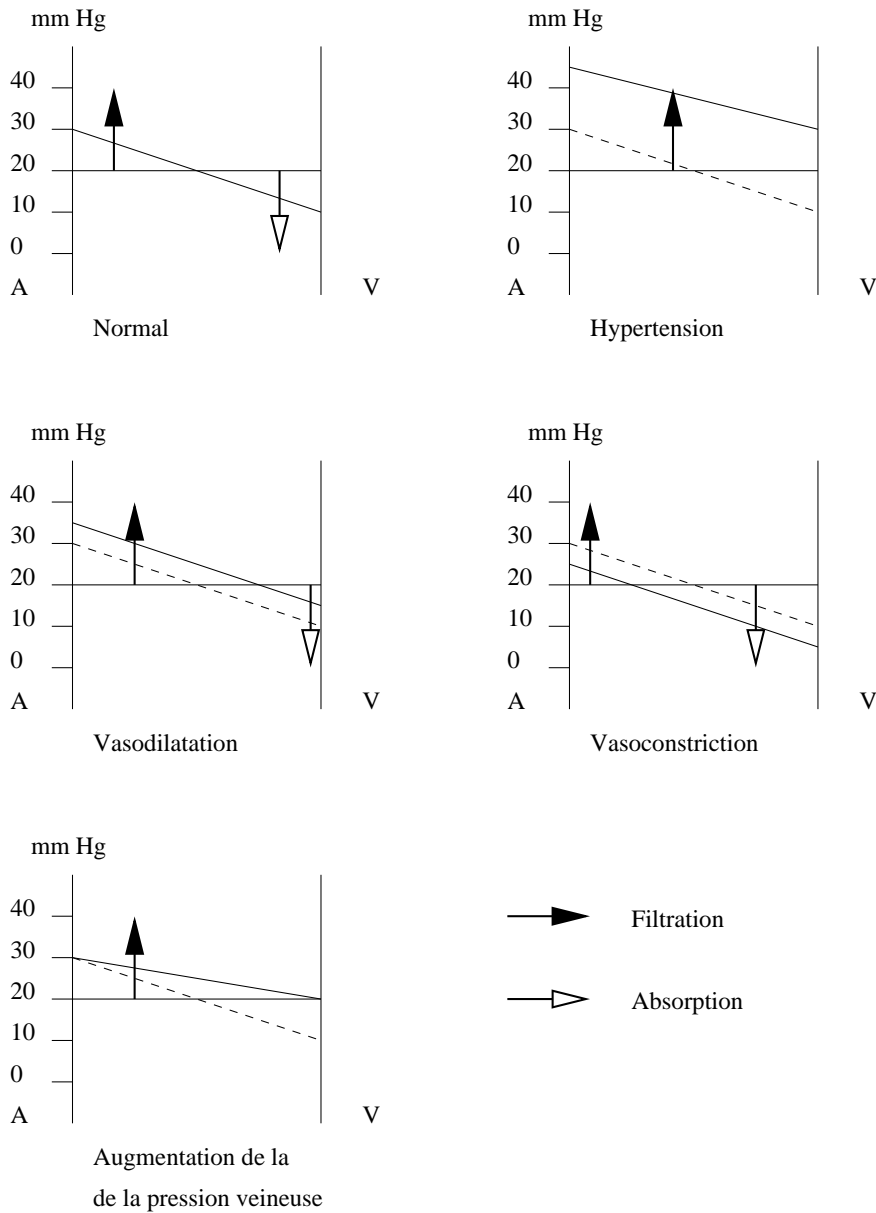 mm Hg
40
30
20
10
0
A V
Normal
mm Hg
40
30
20
10
0
A V
Hypertension
mm Hg
40
30
20
10
0
A V
Vasodilatation
mm Hg
40
30
20
10
0
A V
Vasoconstriction
mm Hg
40
30
20
10
0
A V
Augmentation de la
de la pression veineuse
Filtration
Absorption